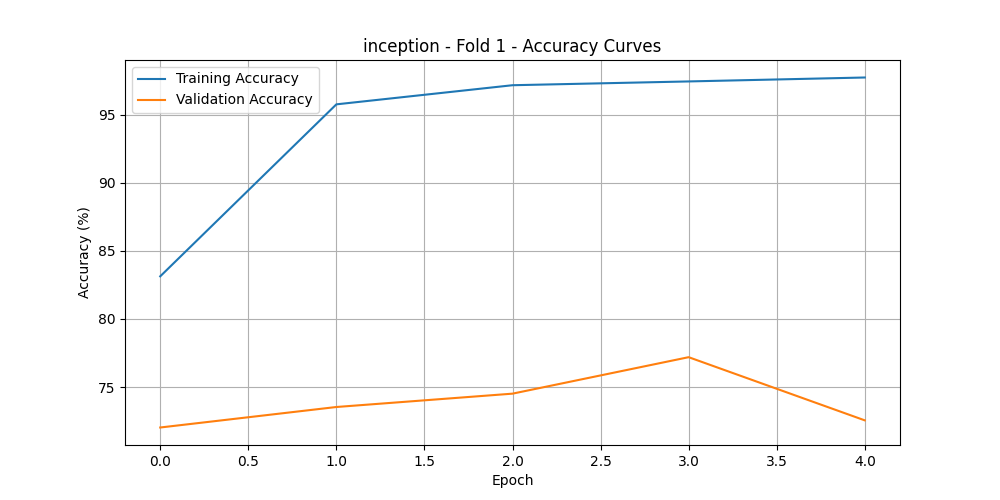 inception - Fold 1 - Accuracy Curves
Training Accuracy
Validation Accuracy
Accuracy (%)
95
90
85
80
75
0.0 0.5 1.0 1.5 2.0 2.5 3.0 3.5 4.0
Epoch